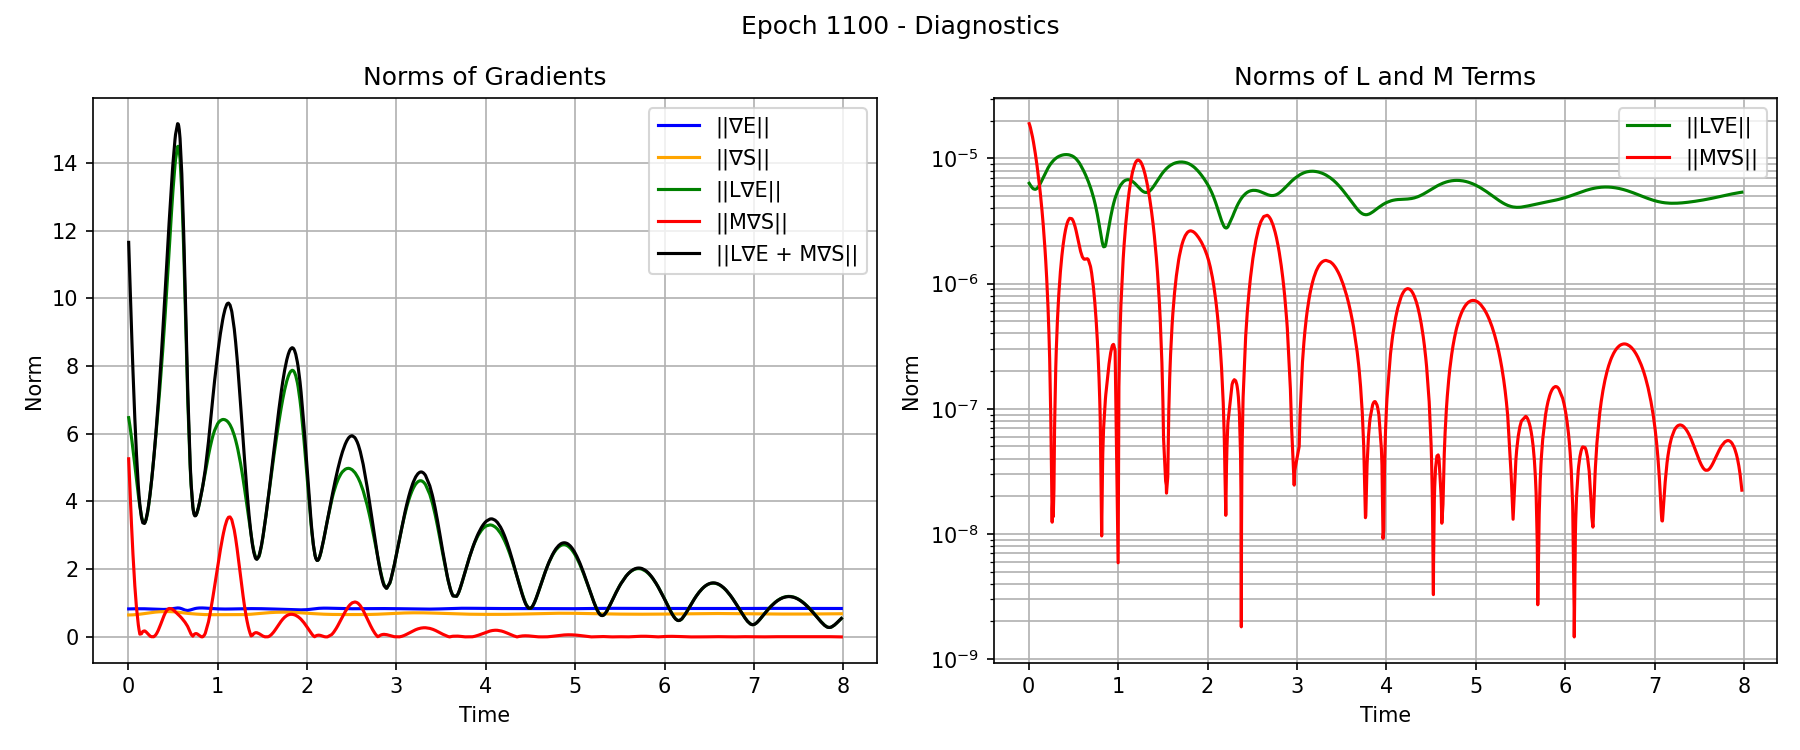 Epoch 1100 - Diagnostics
Norms of Gradients
Norm
14
12
10
8
6
4
2
0
0 1 2 3 4 5 6 7 8
Time
||∇E||
||∇S||
||L∇E||
||M∇S||
||L∇E + M∇S||
Norms of L and M Terms
Norm
10⁻⁵
10⁻⁶
10⁻⁷
10⁻⁸
10⁻⁹
0 1 2 3 4 5 6 7 8
Time
||L∇E||
||M∇S||